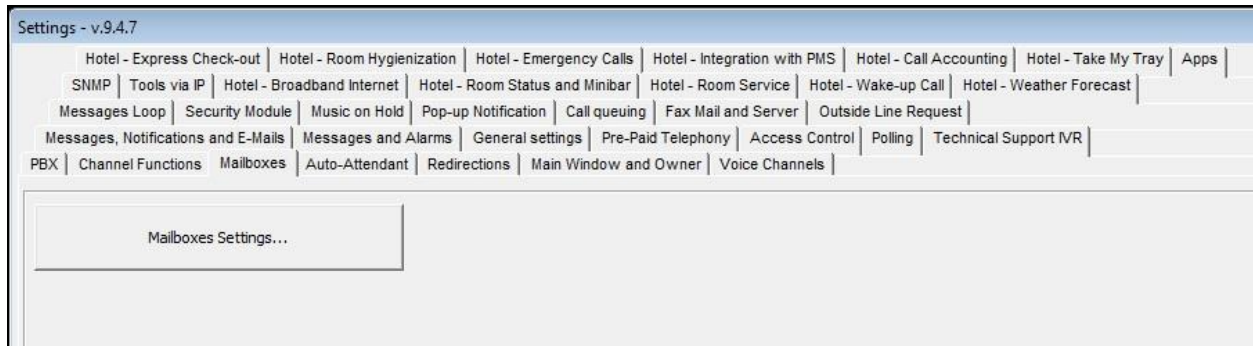 Settings - v.9.4.7
Hotel - Express Check-out Hotel - Room Hygienization Hotel - Emergency Calls Hotel - Integration with PMS Hotel - Call Accounting Hotel - Take My Tray Apps
SNMP Tools via IP Hotel - Broadband Internet Hotel - Room Status and Minibar Hotel - Room Service Hotel - Wake-up Call Hotel - Weather Forecast
Messages Loop Security Module Music on Hold Pop-up Notification Call queuing Fax Mail and Server Outside Line Request
Messages, Notifications and E-Mails Messages and Alarms General settings Pre-Paid Telephony Access Control Polling Technical Support IVR
PBX Channel Functions Mailboxes Auto-Attendant Redirections Main Window and Owner Voice Channels
Mailboxes Settings...